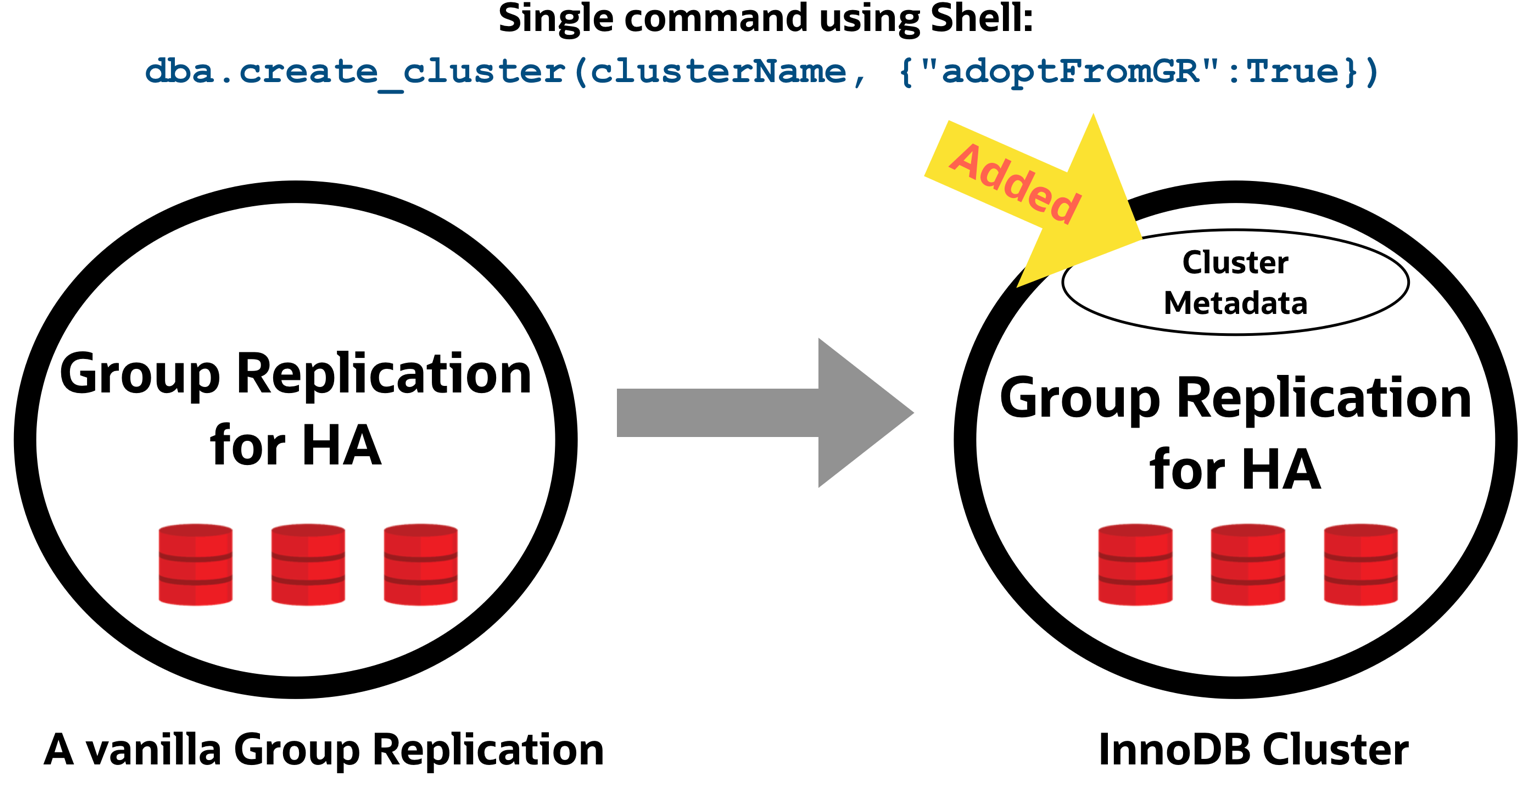 Single command using Shell:
dba.create_cluster(clusterName, {"adoptFromGR":True})
Added
Cluster
Metadata
Group Replication
for HA
Group Replication
for HA
A vanilla Group Replication
InnoDB Cluster